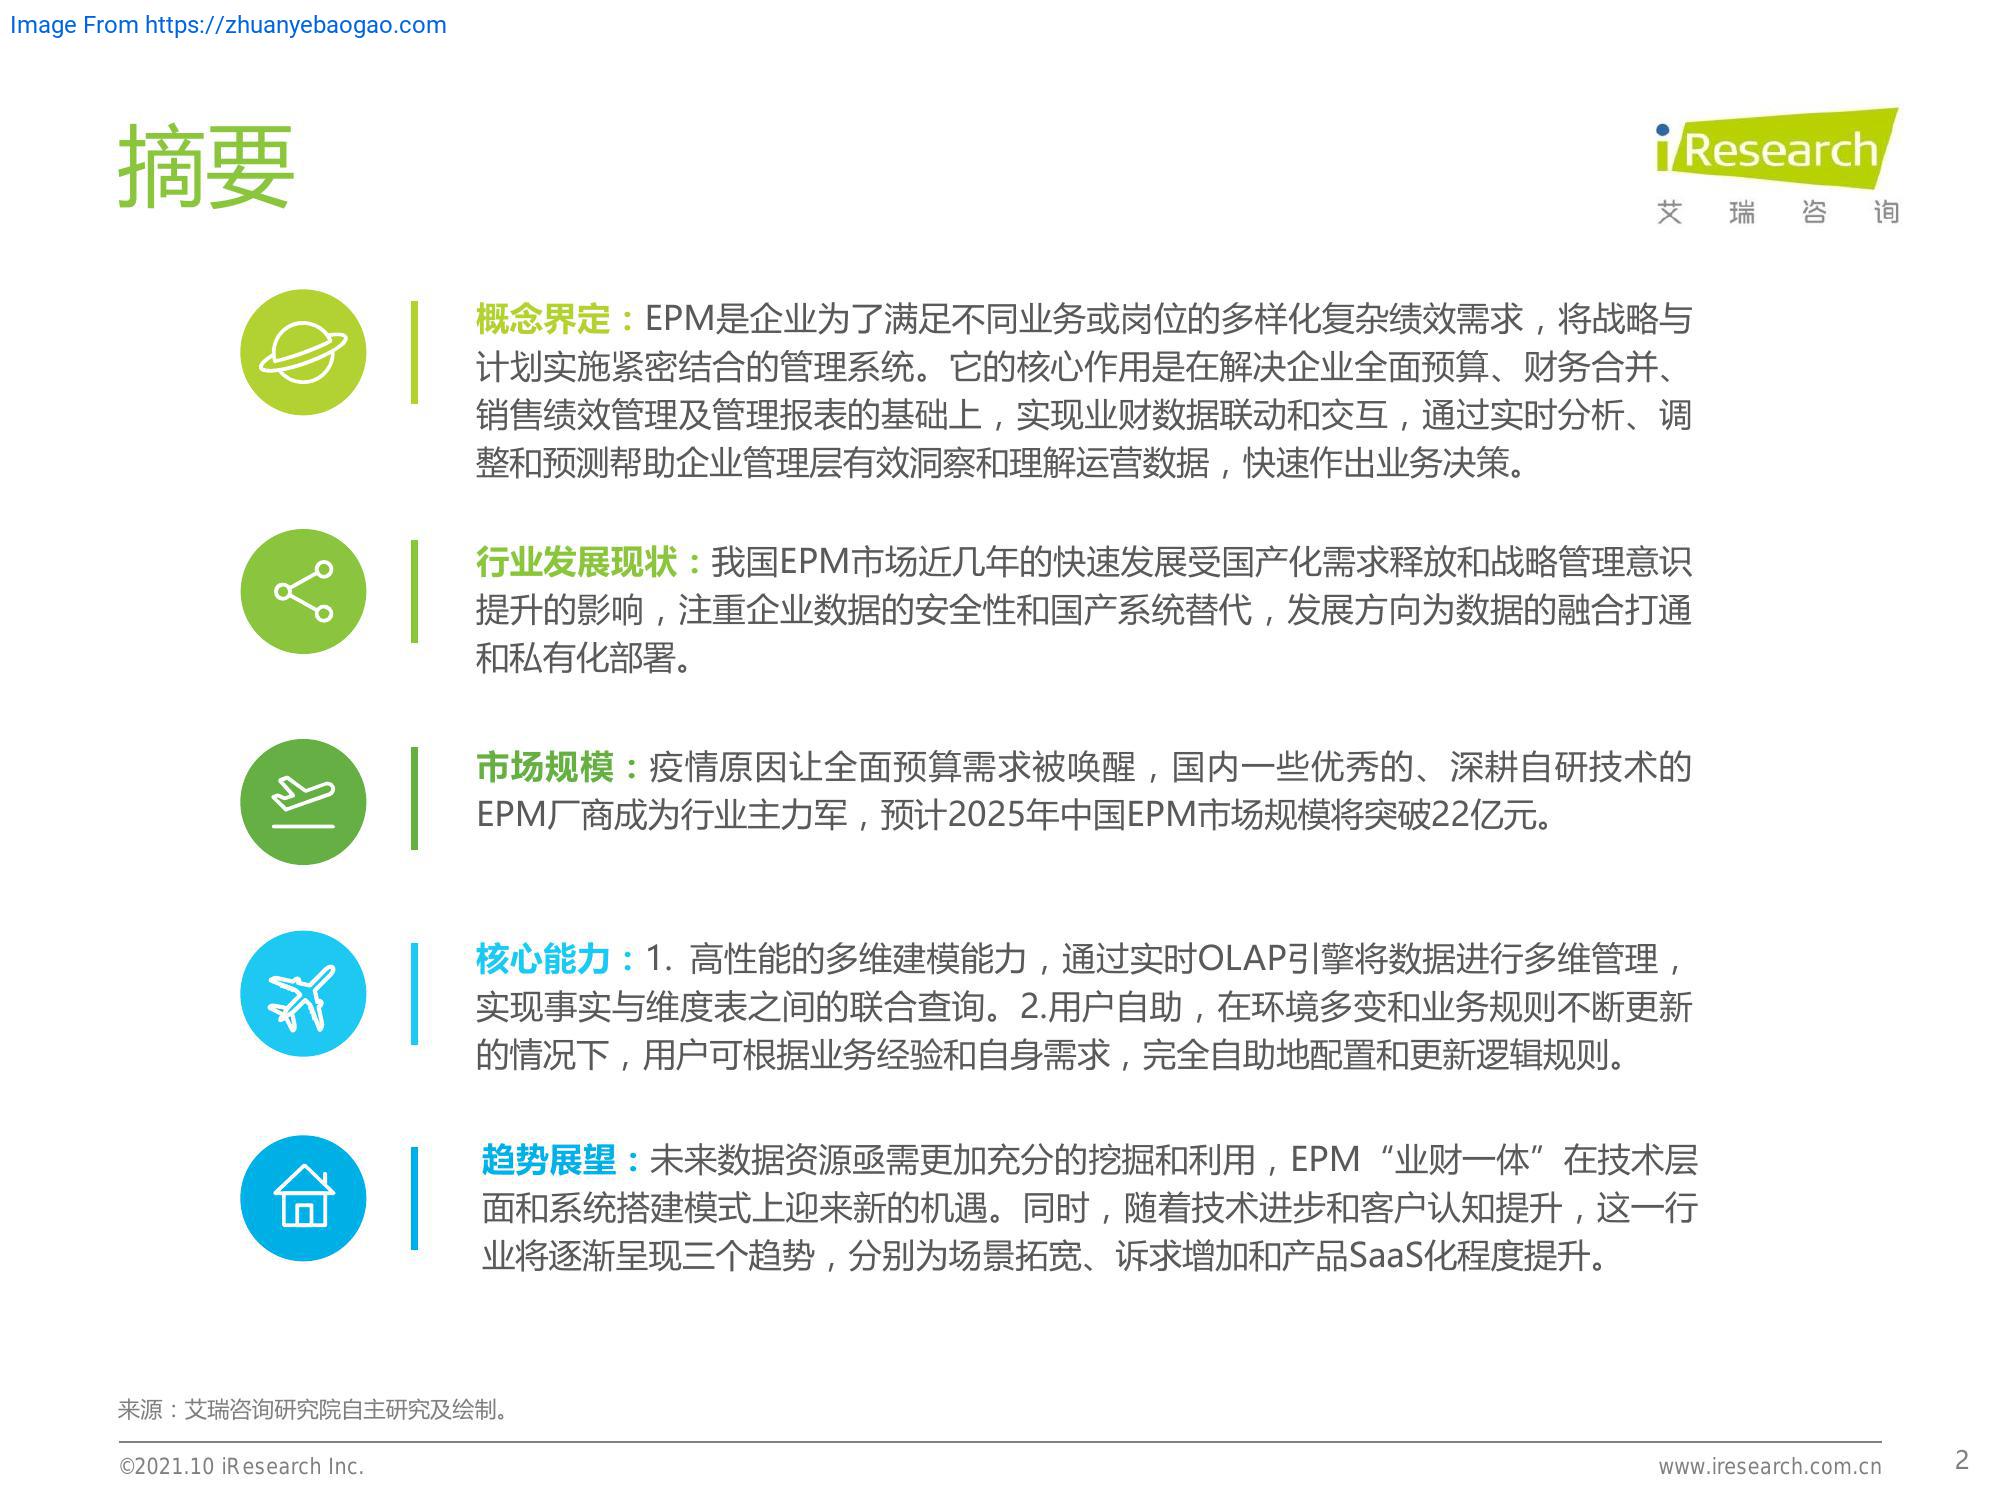 Image From https://zhuanyebaogao.com
摘要
iResearch
艾瑞咨询
概念界定：EPM是企业为了满足不同业务或岗位的多样化复杂绩效需求，将战略与
计划实施紧密结合的管理系统。它的核心作用是在解决企业全面预算、财务合并、
销售绩效管理及管理报表的基础上，实现业财数据联动和交互，通过实时分析、调
整和预测帮助企业管理层有效洞察和理解运营数据，快速作出业务决策。
行业发展现状：我国EPM市场近几年的快速发展受国产化需求释放和战略管理意识
提升的影响，注重企业数据的安全性和国产系统替代，发展方向为数据的融合打通
和私有化部署。
市场规模：疫情原因让全面预算需求被唤醒，国内一些优秀的、深耕自研技术的
EPM厂商成为行业主力军，预计2025年中国EPM市场规模将突破22亿元。
核心能力：1. 高性能的多维建模能力，通过实时OLAP引擎将数据进行多维管理，
实现事实与维度表之间的联合查询。2.用户自助，在环境多变和业务规则不断更新
的情况下，用户可根据业务经验和自身需求，完全自助地配置和更新逻辑规则。
趋势展望：未来数据资源亟需更加充分的挖掘和利用，EPM“业财一体”在技术层
面和系统搭建模式上迎来新的机遇。同时，随着技术进步和客户认知提升，这一行
业将逐渐呈现三个趋势，分别为场景拓宽、诉求增加和产品SaaS化程度提升。
来源：艾瑞咨询研究院自主研究及绘制。
©2021.10 iResearch Inc.
www.iresearch.com.cn
2